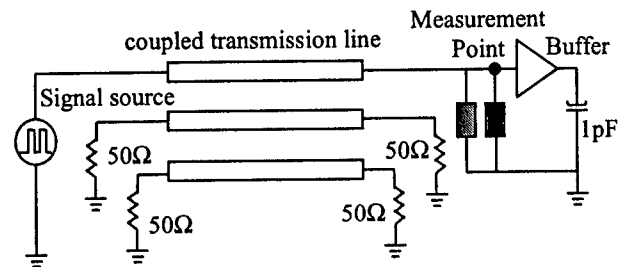 Measurement
coupled transmission line
Point
Buffer
Signal source
1pF
50Ω
50Ω
50Ω
50Ω